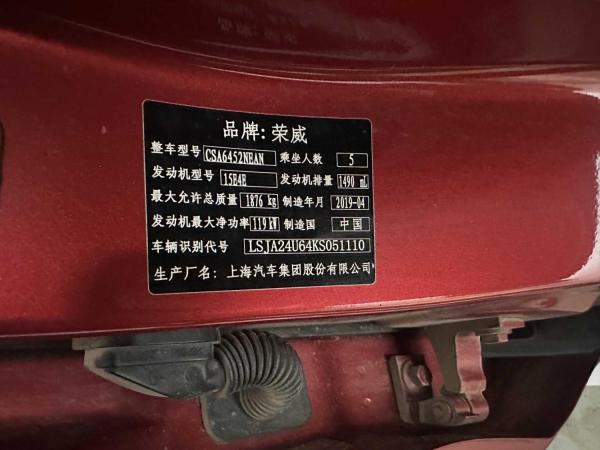 品牌：荣威
整车型号 CSA6452NEAN 乘坐人数 5
发动机型号 15E4E 发动机排量 1490 mL
最大允许总质量 1876 kg 制造年月 2019-04
发动机最大净功率 119 kW 制造国 中国
车辆识别代号 LSJA24U64KS051110
生产厂名：上海汽车集团股份有限公司